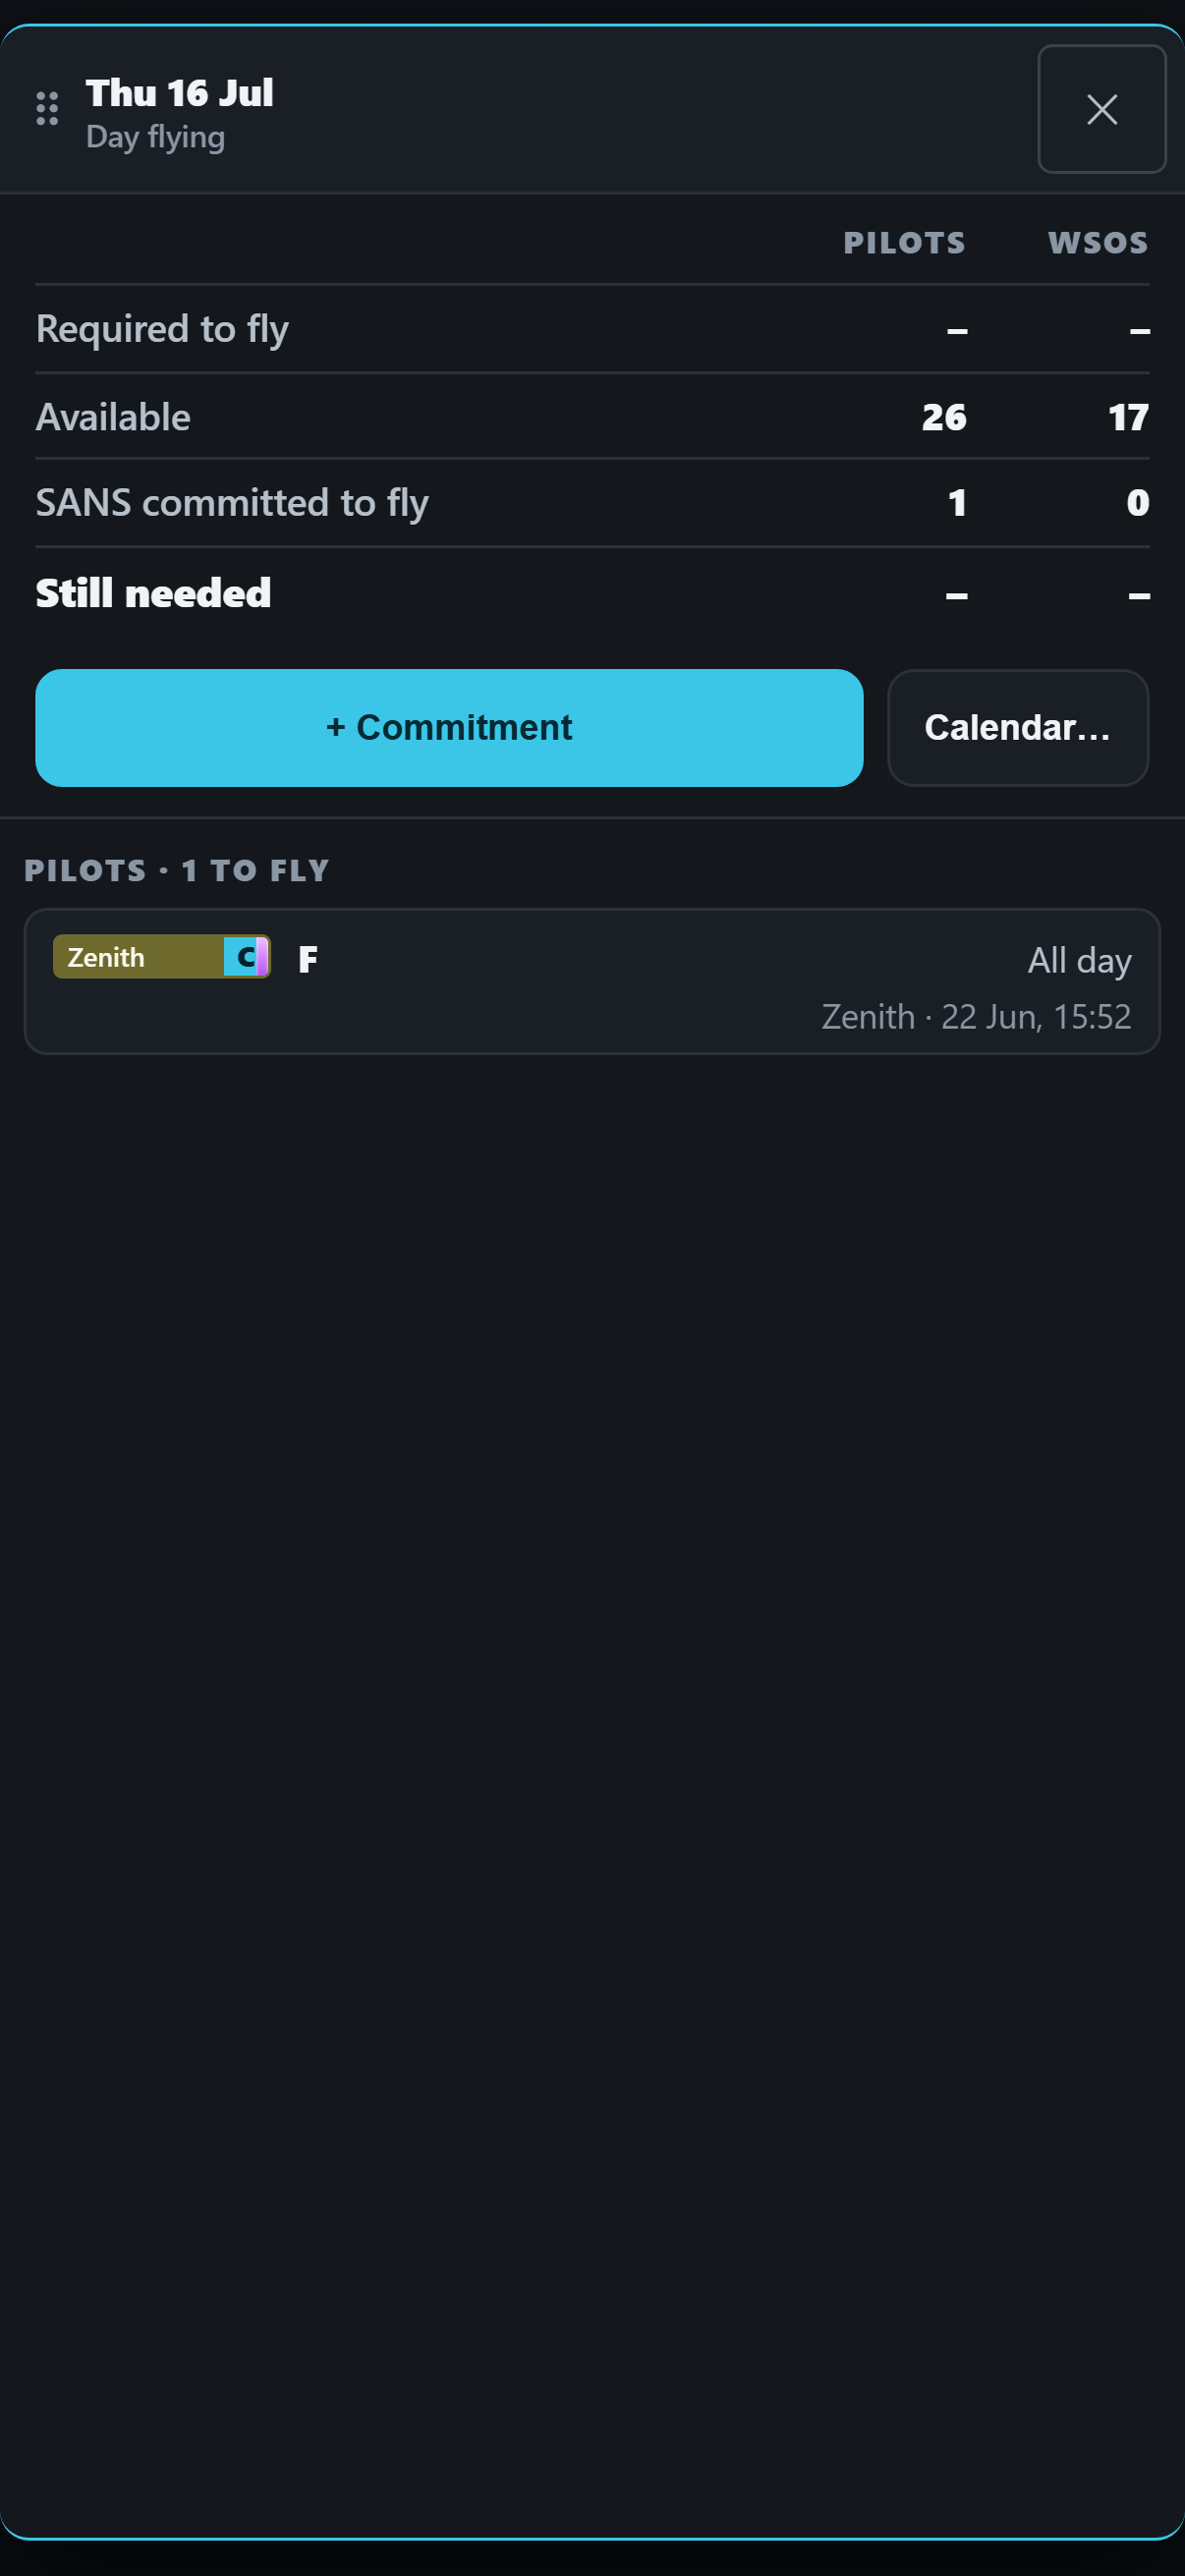 Thu 16 Jul
Day flying
PILOTS WSOS
Required to fly – –
Available 26 17
SANS committed to fly 1 0
Still needed – –
+ Commitment Calendar...
PILOTS · 1 TO FLY
Zenith C F All day
Zenith · 22 Jun, 15:52